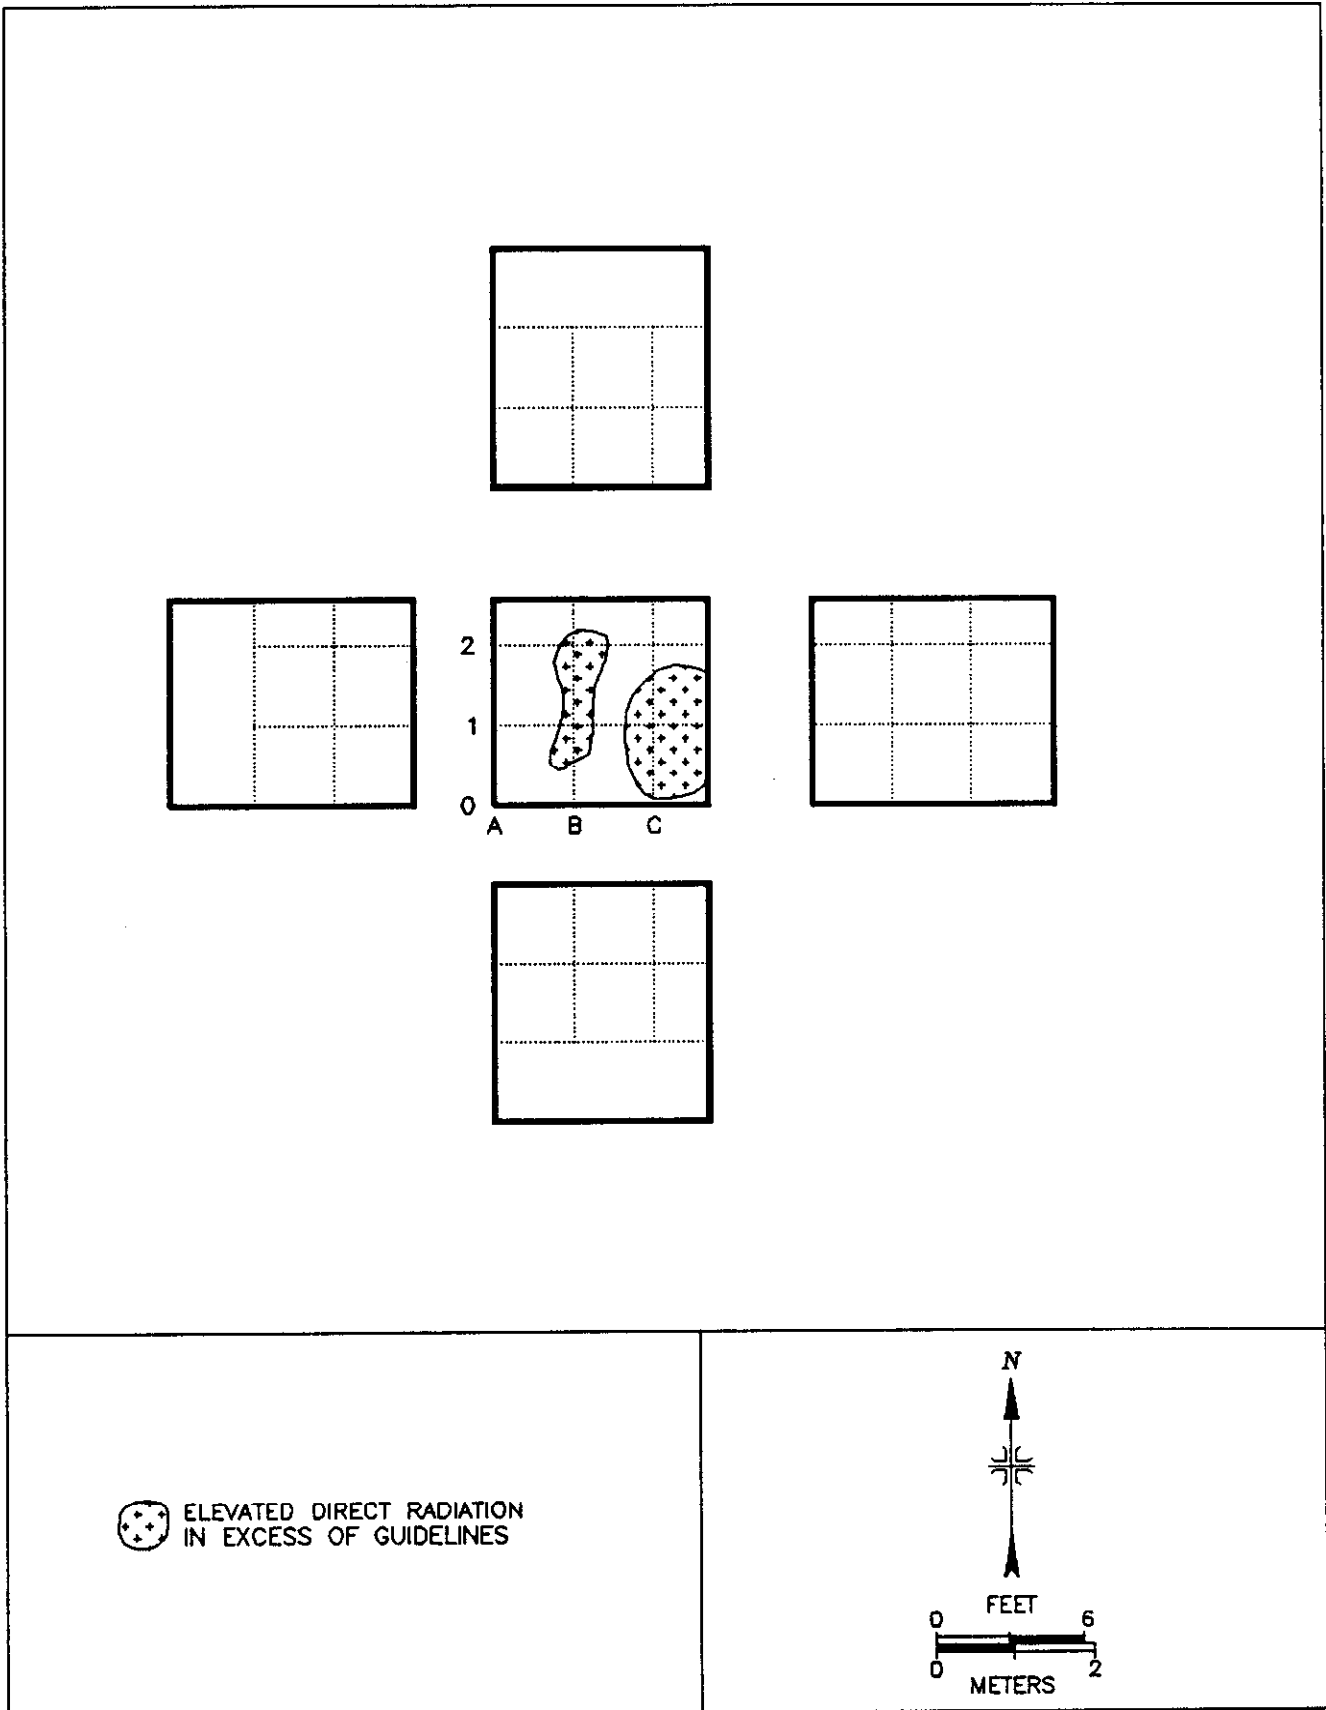 2
1
0
A B C
ELEVATED DIRECT RADIATION
IN EXCESS OF GUIDELINES
N
FEET
0 6
0 2
METERS